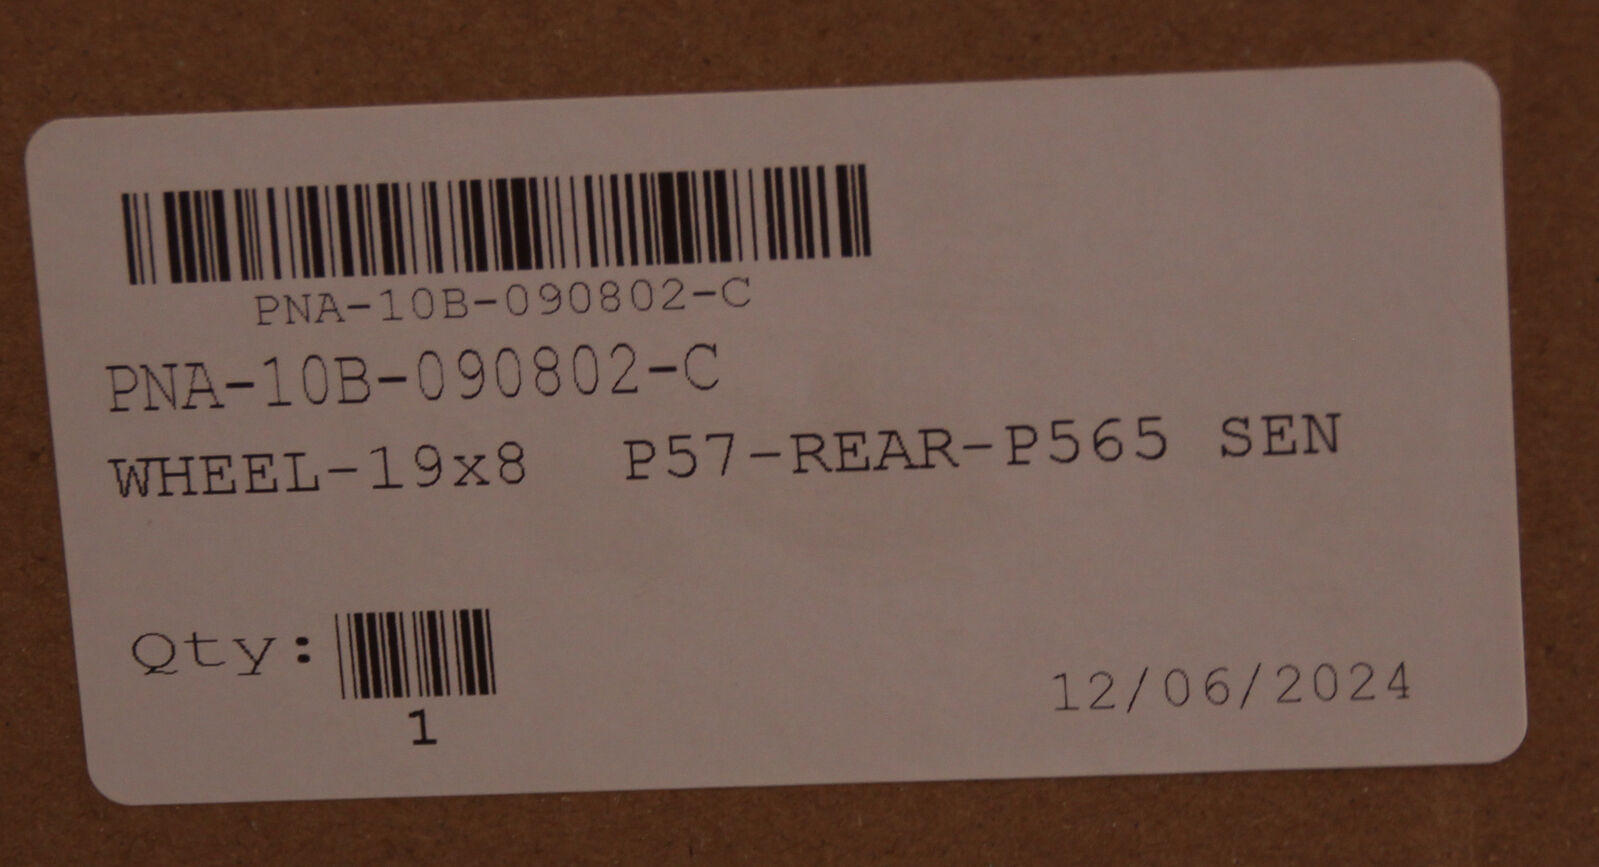 PNA-10B-090802-C
PNA-10B-090802-C
WHEEL-19x8  P57-REAR-P565 SEN
Qty:
1
12/06/2024